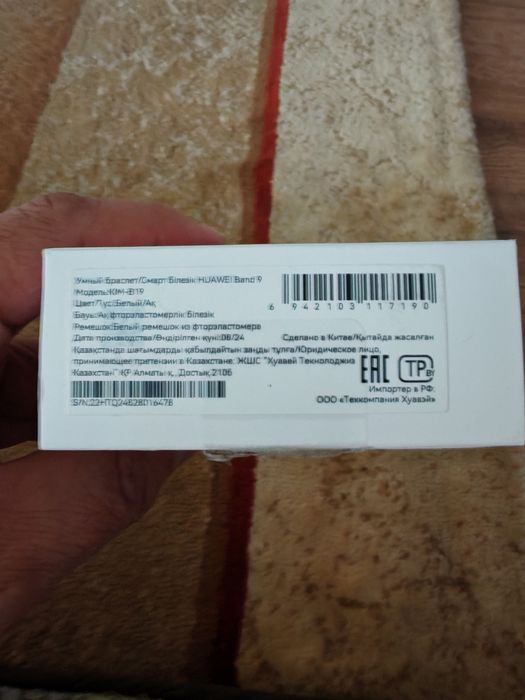 Умный браслет/Смарт білезік HUAWEI Band 9
Модель:KIM-B19
Цвет/Түс:Белый/Ақ
Бауы:Ақ фторэластомерлік білезік
Ремешок:Белый ремешок из фторэластомера
Дата производства/Өндірілген күні:08/24
Сделано в Китае/Қытайда жасалған
Қазақстанда шағымдарды қабылдайтын заңды тұлға/Юридическое лицо,
принимающее претензии в Казахстане: ЖШС "Хуавей Текнолоджиз
Казахстан" ҚР Алматы қ., Достық 210б
6 942103 117190
EAC
TP
BY
Импортер в РФ:
ООО «Техкомпания Хуавэй»